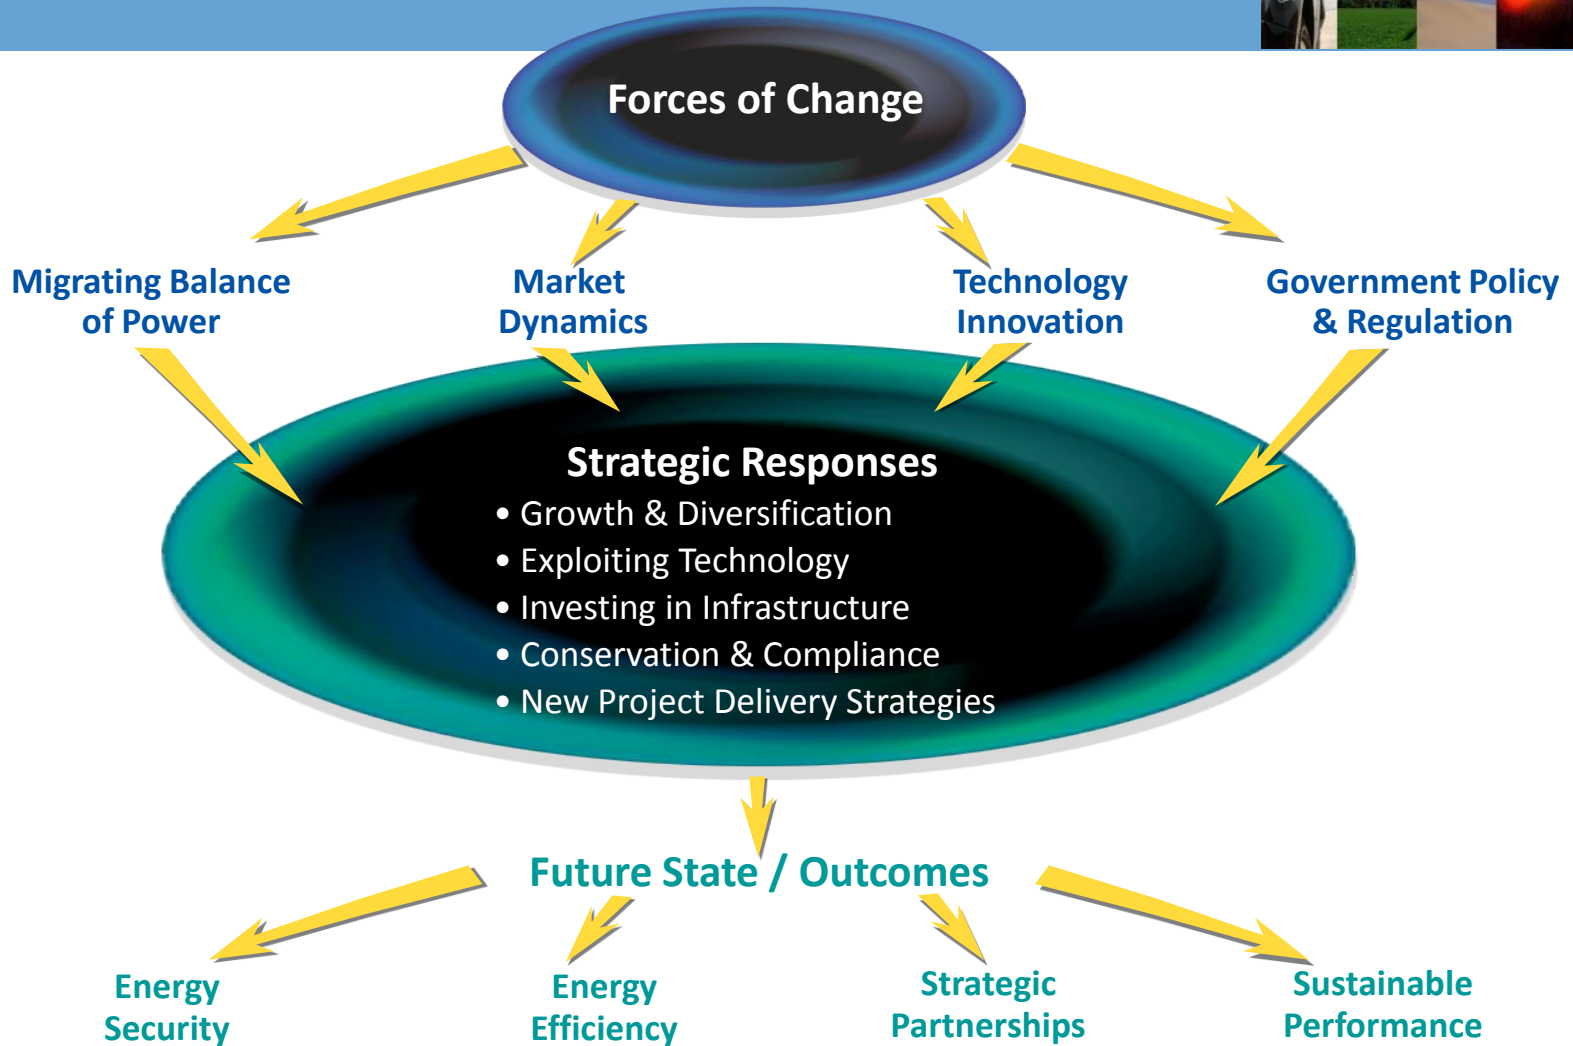 Forces of Change
Migrating Balance
of Power
Market
Dynamics
Technology
Innovation
Government Policy
& Regulation
Strategic Responses
• Growth & Diversification
• Exploiting Technology
• Investing in Infrastructure
• Conservation & Compliance
• New Project Delivery Strategies
Future State / Outcomes
Energy
Security
Energy
Efficiency
Strategic
Partnerships
Sustainable
Performance